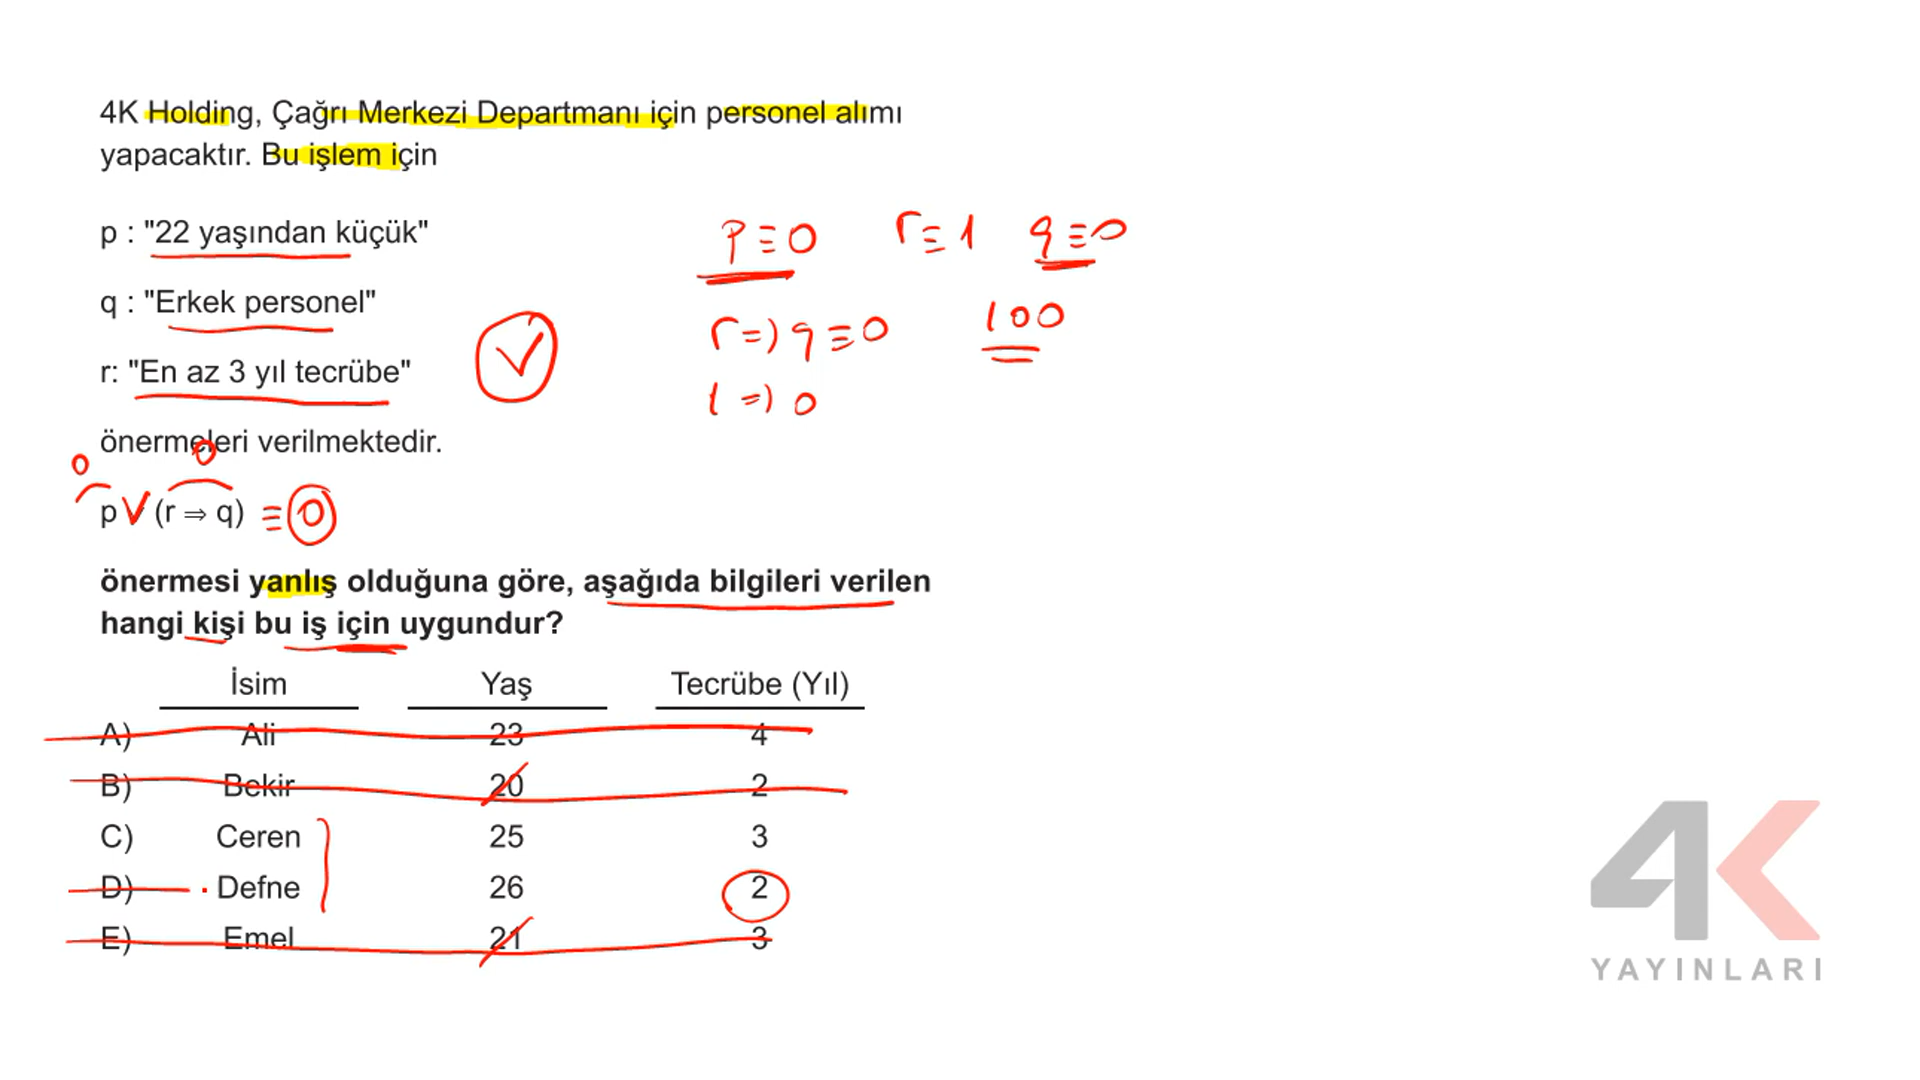 4K Holding, Çağrı Merkezi Departmanı için personel alımı
yapacaktır. Bu işlem için
p : "22 yaşından küçük"
q : "Erkek personel"
r: "En az 3 yıl tecrübe"
önermeleri verilmektedir.
0 0
p ∨ (r ⇒ q) ≡ 0
p ≡ 0 r ≡ 1 q ≡ 0
r ⇒ q ≡ 0 100
1 ⇒ 0
önermesi yanlış olduğuna göre, aşağıda bilgileri verilen
hangi kişi bu iş için uygundur?
İsim Yaş Tecrübe (Yıl)
A) Ali 23 4
B) Bekir 20 2
C) Ceren 25 3
D) Defne 26 2
E) Emel 21 3
4K
YAYINLARI